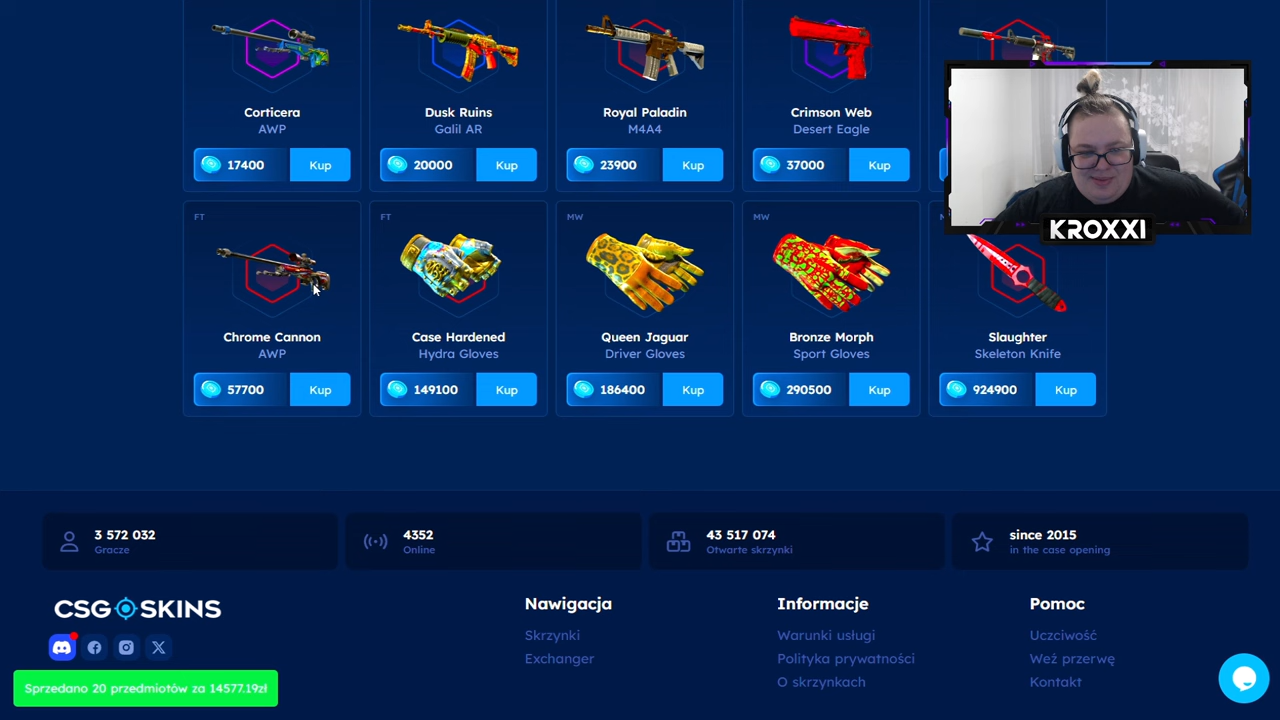 Corticera
AWP
17400 Kup
Dusk Ruins
Galil AR
20000 Kup
Royal Paladin
M4A4
23900 Kup
Crimson Web
Desert Eagle
37000 Kup
KROXXI
FT
Chrome Cannon
AWP
57700 Kup
FT
Case Hardened
Hydra Gloves
149100 Kup
MW
Queen Jaguar
Driver Gloves
186400 Kup
MW
Bronze Morph
Sport Gloves
290500 Kup
Slaughter
Skeleton Knife
924900 Kup
3 572 032
Gracze
4352
Online
43 517 074
Otwarte skrzynki
since 2015
in the case opening
CSG SKINS
Nawigacja
Skrzynki
Exchanger
Informacje
Warunki usługi
Polityka prywatności
O skrzynkach
Pomoc
Uczciwość
Weź przerwę
Kontakt
Sprzedano 20 przedmiotów za 14577.19zł